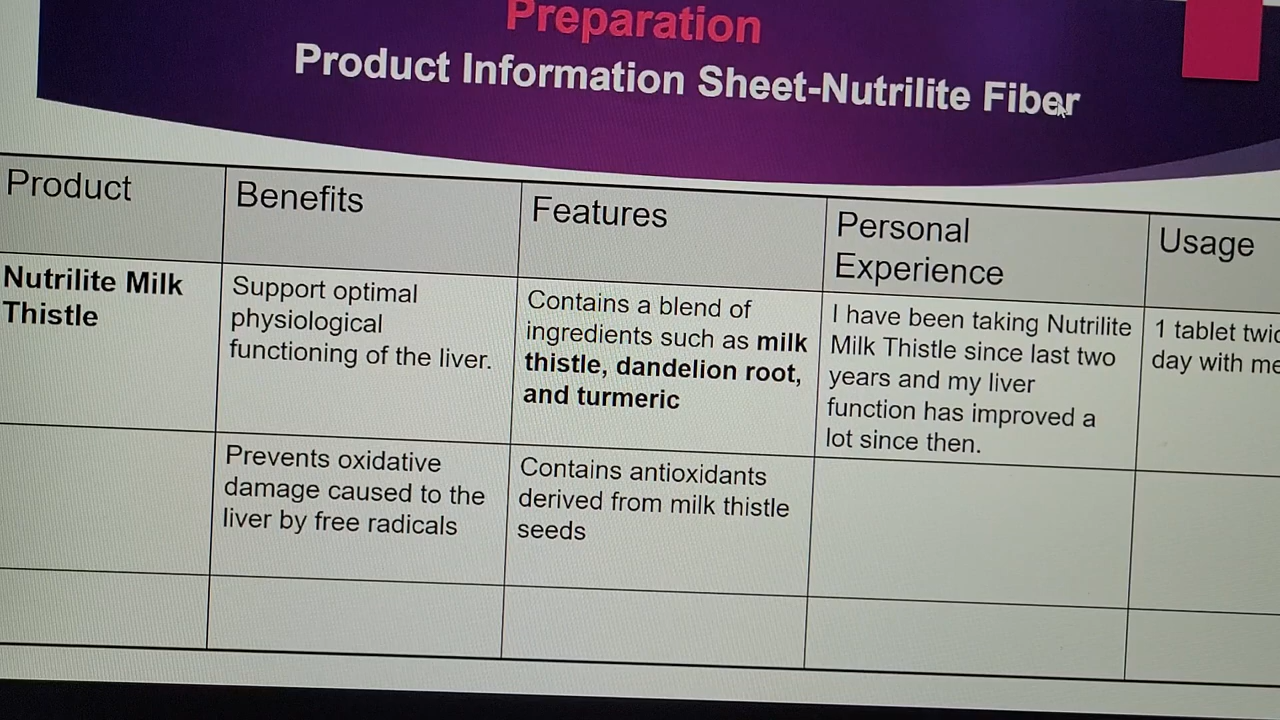 Preparation
Product Information Sheet-Nutrilite Fiber
Product
Benefits
Features
Personal
Experience
Usage
Nutrilite Milk
Thistle
Support optimal
physiological
functioning of the liver.
Contains a blend of
ingredients such as milk
thistle, dandelion root,
and turmeric
I have been taking Nutrilite
Milk Thistle since last two
years and my liver
function has improved a
lot since then.
1 tablet
day with
Prevents oxidative
damage caused to the
liver by free radicals
Contains antioxidants
derived from milk thistle
seeds